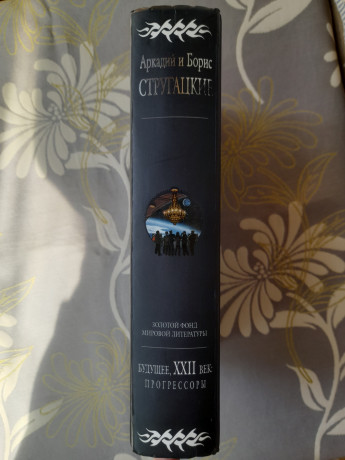 Аркадий и Борис
СТРУГАЦКИЕ
ЗОЛОТОЙ ФОНД
МИРОВОЙ ЛИТЕРАТУРЫ
БУДУЩЕЕ, XXII ВЕК:
ПРОГРЕССОРЫ